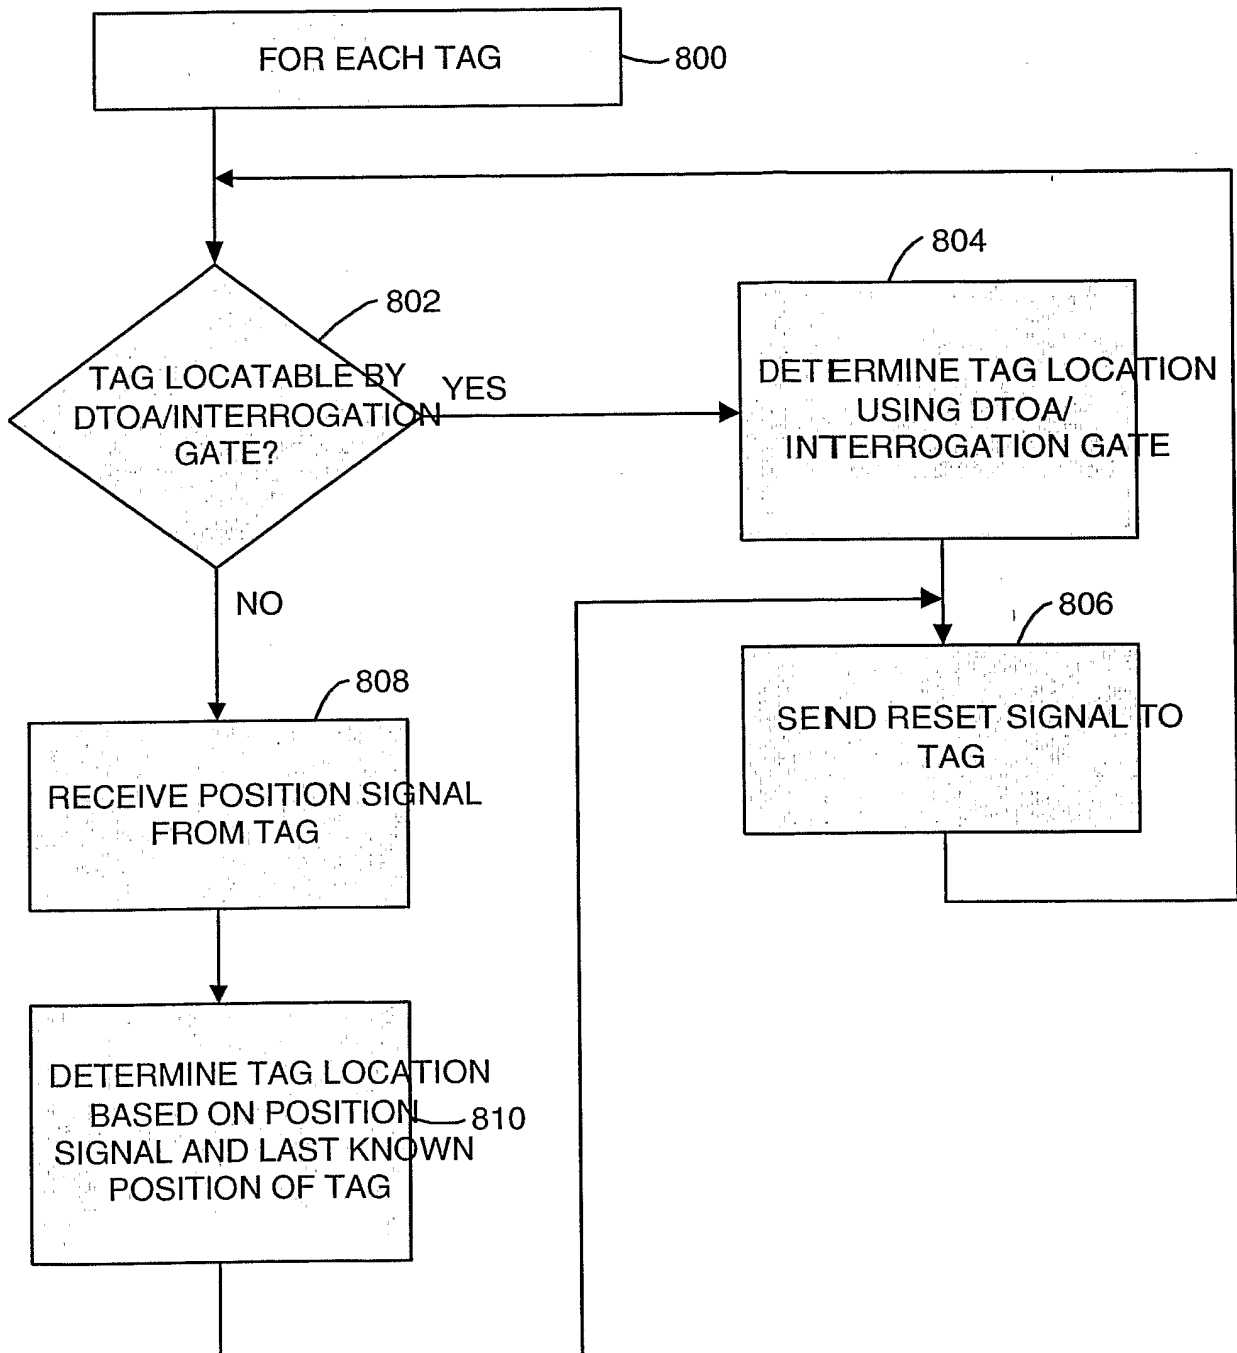 FOR EACH TAG
800
802
TAG LOCATABLE BY
DTOA/INTERROGATION
GATE?
YES
804
DETERMINE TAG LOCATION
USING DTOA/
INTERROGATION GATE
NO
806
SEND RESET SIGNAL TO
TAG
808
RECEIVE POSITION SIGNAL
FROM TAG
DETERMINE TAG LOCATION
BASED ON POSITION
SIGNAL AND LAST KNOWN
POSITION OF TAG
810